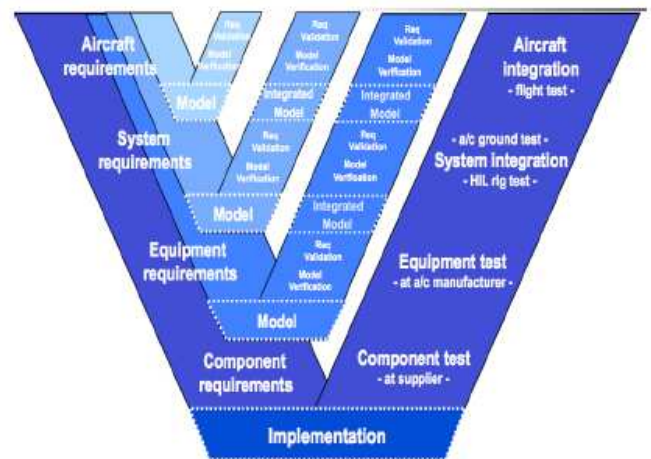 Aircraft
requirements
System
requirements
Equipment
requirements
Component
requirements
Implementation
Req
Validation
Model
Verification
Model
Req
Validation
Model
Verification
Integrated
Model
Req
Validation
Model
Verification
Model
Req
Validation
Model
Verification
Integrated
Model
Req
Validation
Model
Verification
Integrated
Model
Req
Validation
Model
Verification
Model
Aircraft
integration
- flight test -
- a/c ground test -
System integration
- HIL rig test -
Equipment test
- at a/c manufacturer -
Component test
- at supplier -